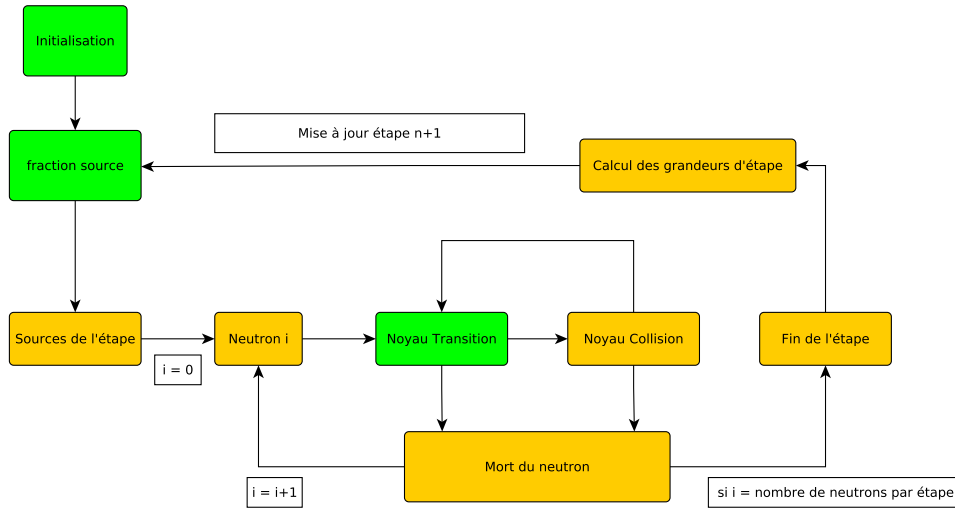 Initialisation
Mise à jour étape n+1
fraction source
Calcul des grandeurs d'étape
Sources de l'étape
Neutron i
Noyau Transition
Noyau Collision
Fin de l'étape
i = 0
Mort du neutron
i = i+1
si i = nombre de neutrons par étape